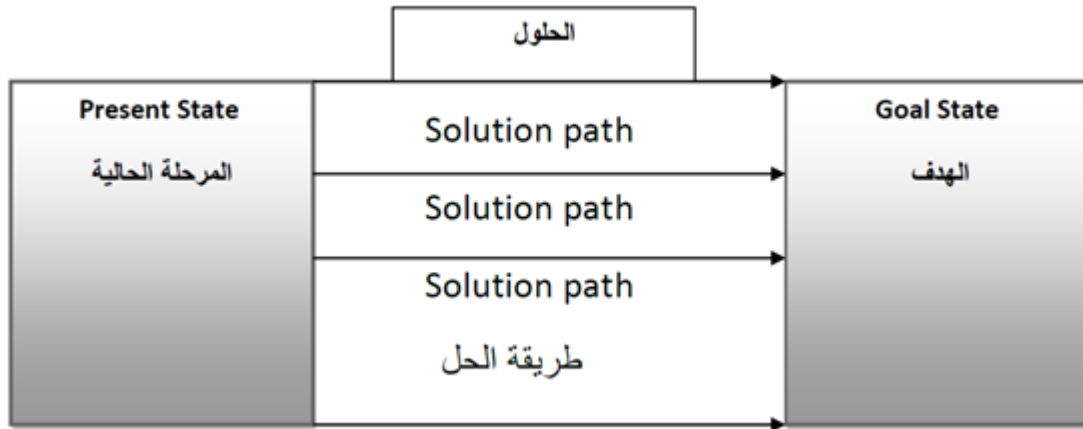 الحلول
Present State
المرحلة الحالية
Solution path
Solution path
Solution path
طريقة الحل
Goal State
الهدف